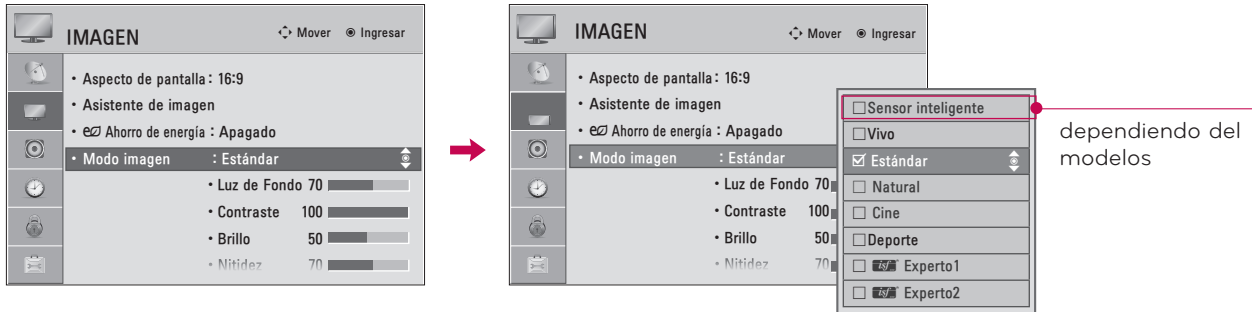 IMAGEN
Mover
Ingresar
• Aspecto de pantalla : 16:9
• Asistente de imagen
• Ahorro de energía : Apagado
• Modo imagen : Estándar
• Luz de Fondo 70
• Contraste 100
• Brillo 50
• Nitidez 70
IMAGEN
Mover
Ingresar
• Aspecto de pantalla : 16:9
• Asistente de imagen
• Ahorro de energía : Apagado
• Modo imagen : Estándar
• Luz de Fondo 70
• Contraste 100
• Brillo 50
• Nitidez 70
Sensor inteligente
Vivo
Estándar
Natural
Cine
Deporte
isf Experto1
isf Experto2
dependiendo del
modelos